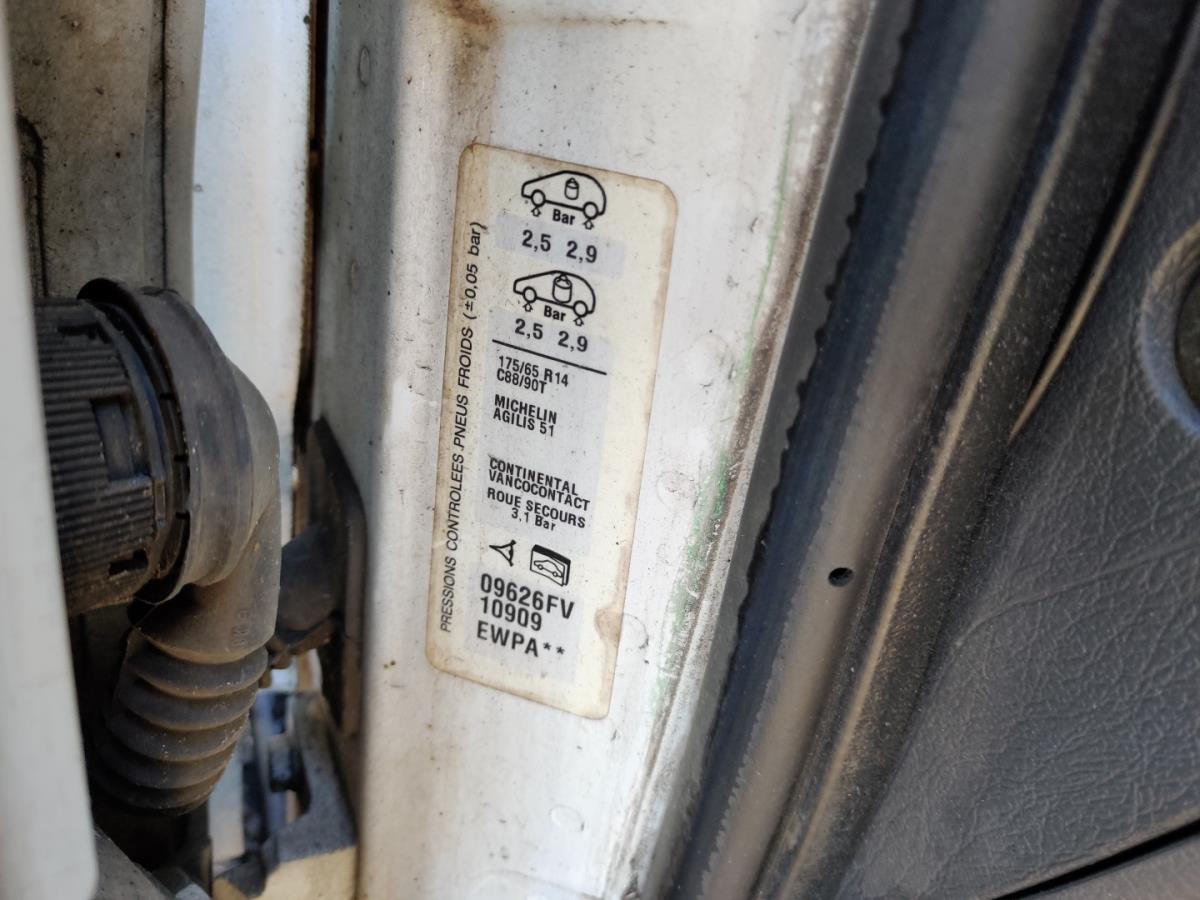 PRESSIONS CONTROLEES PNEUS FROIDS (±0,05 bar)
Bar
2,5 2,9
Bar
2,5 2,9
175/65 R14
C88/90T
MICHELIN
AGILIS 51
CONTINENTAL
VANCOCONTACT
ROUE SECOURS
3,1 Bar
09626FV
10909
EWPA**